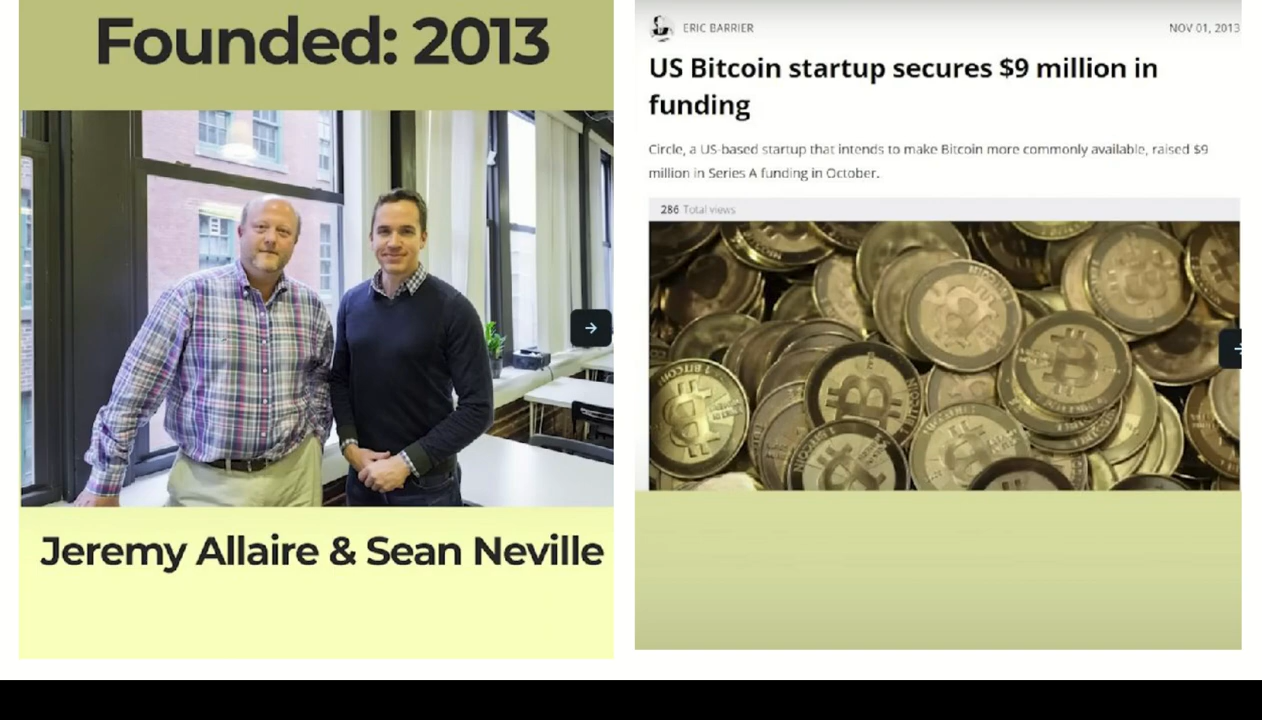 Founded: 2013
Jeremy Allaire & Sean Neville
ERIC BARRIER
NOV 01, 2013
US Bitcoin startup secures $9 million in
funding
Circle, a US-based startup that intends to make Bitcoin more commonly available, raised $9
million in Series A funding in October.
286 Total views